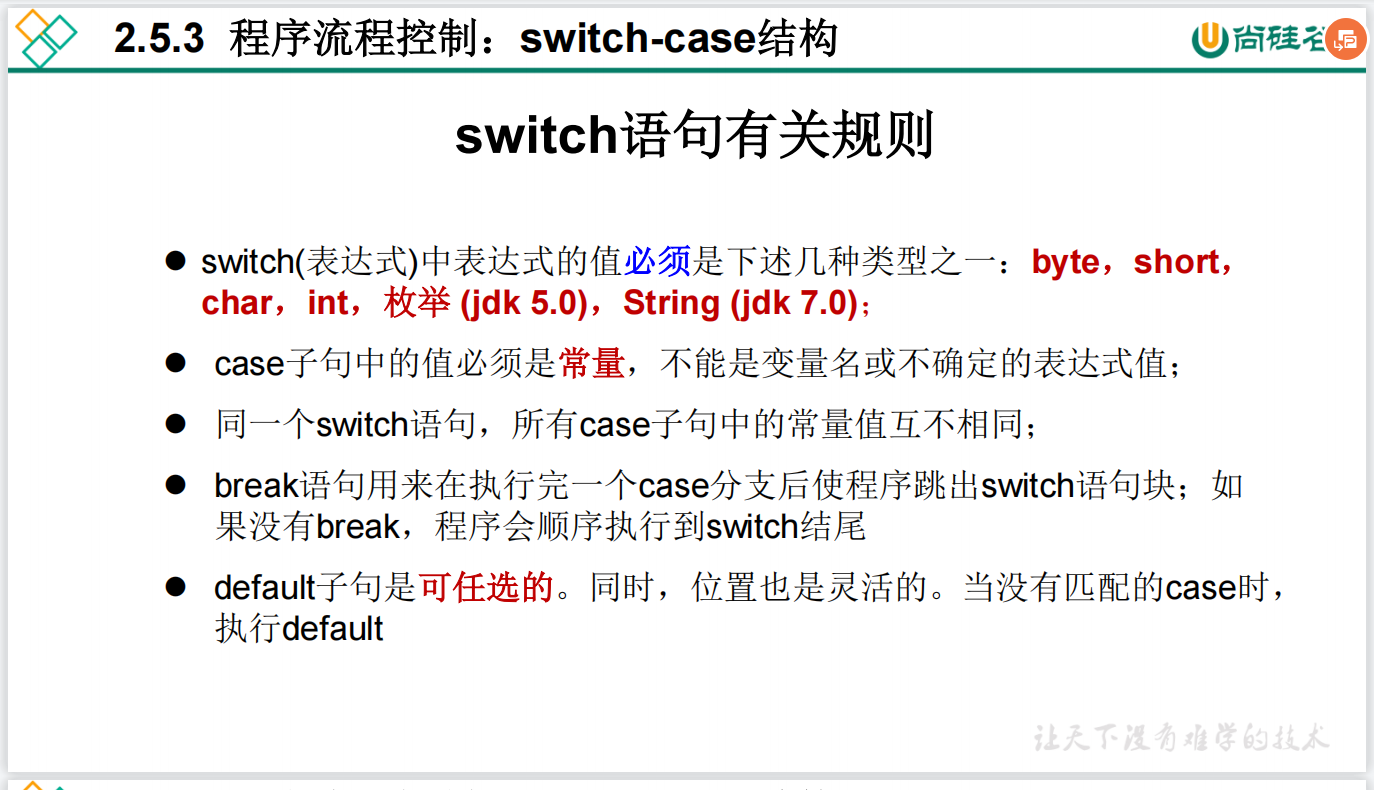 2.5.3 程序流程控制：switch-case结构
尚硅谷
switch语句有关规则
● switch(表达式)中表达式的值必须是下述几种类型之一：byte，short，
char，int，枚举 (jdk 5.0)，String (jdk 7.0)；
● case子句中的值必须是常量，不能是变量名或不确定的表达式值；
● 同一个switch语句，所有case子句中的常量值互不相同；
● break语句用来在执行完一个case分支后使程序跳出switch语句块；如
果没有break，程序会顺序执行到switch结尾
● default子句是可任选的。同时，位置也是灵活的。当没有匹配的case时，
执行default
让天下没有难学的技术